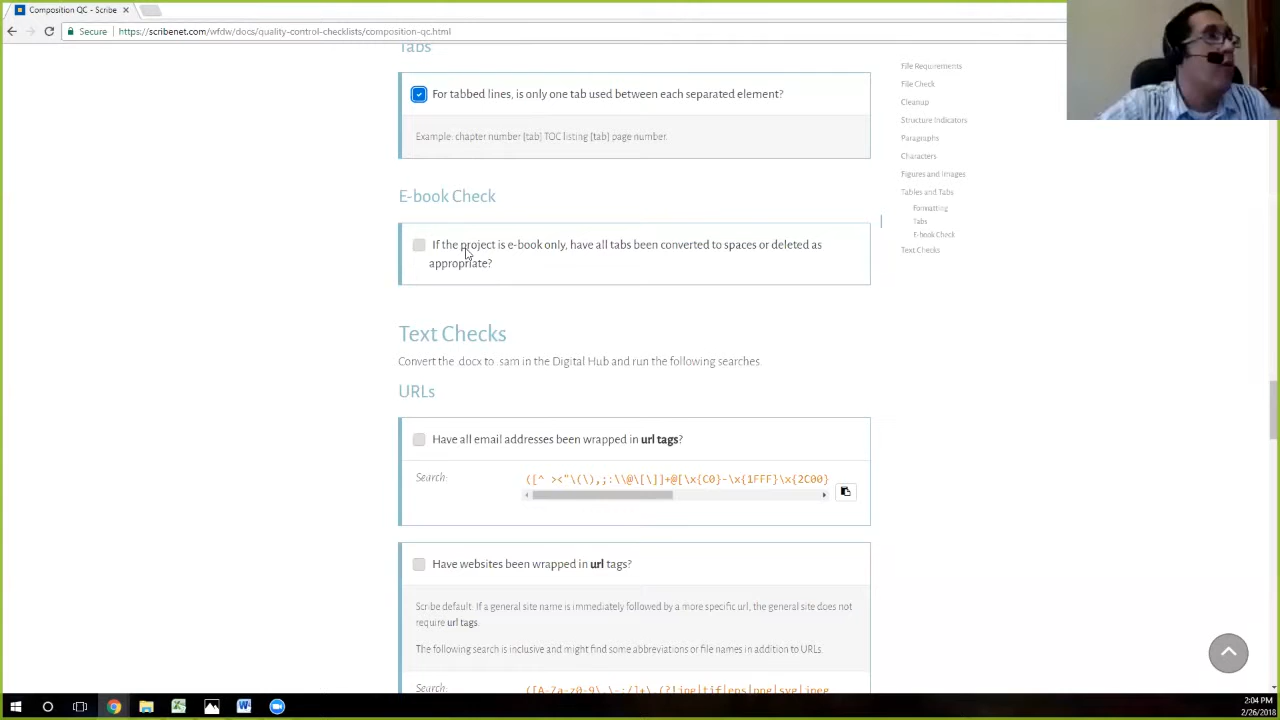 Composition QC - Scribe
Secure
https://scribenet.com/wfdw/docs/quality-control-checklists/composition-qc.html
Tabs
For tabbed lines, is only one tab used between each separated element?
Example: chapter number [tab] TOC listing [tab] page number.
E-book Check
If the project is e-book only, have all tabs been converted to spaces or deleted as
appropriate?
Text Checks
Convert the .docx to .sam in the Digital Hub and run the following searches.
URLs
Have all email addresses been wrapped in url tags?
Search:
([^ ><"\(\),;:\\@\[\]]+@[\x{C0}-\x{1FFF}\x{2C00}
Have websites been wrapped in url tags?
Scribe default: If a general site name is immediately followed by a more specific url, the general site does not
require url tags.
The following search is inclusive and might find some abbreviations or file names in addition to URLs.
Search:
File Requirements
File Check
Cleanup
Structure Indicators
Paragraphs
Characters
Figures and Images
Tables and Tabs
Formatting
Tabs
E-book Check
Text Checks
2:04 PM
2/26/2018